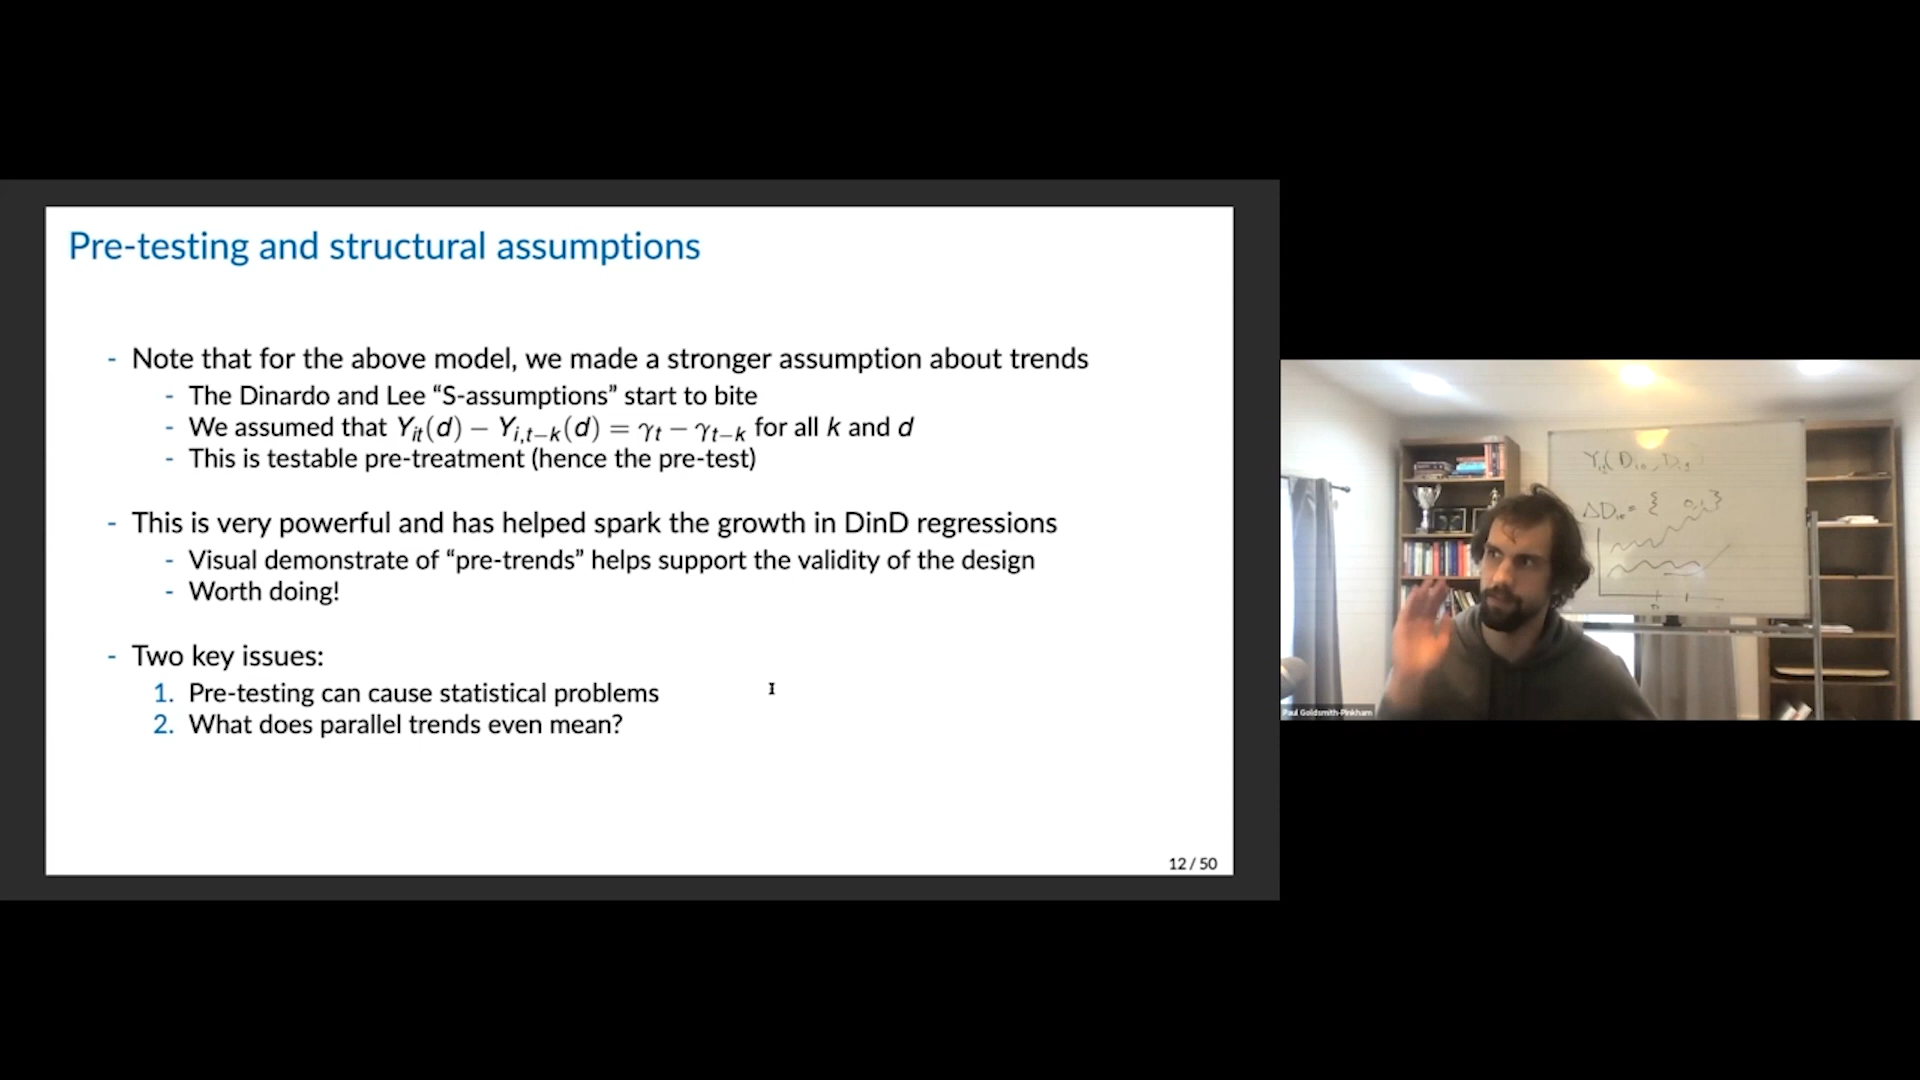 Pre-testing and structural assumptions
- Note that for the above model, we made a stronger assumption about trends
- The Dinardo and Lee “S-assumptions” start to bite
- We assumed that Yit(d) − Yi,t−k(d) = γt − γt−k for all k and d
- This is testable pre-treatment (hence the pre-test)
- This is very powerful and has helped spark the growth in DinD regressions
- Visual demonstrate of “pre-trends” helps support the validity of the design
- Worth doing!
- Two key issues:
1. Pre-testing can cause statistical problems
2. What does parallel trends even mean?
12 / 50
Paul Goldsmith-Pinkham